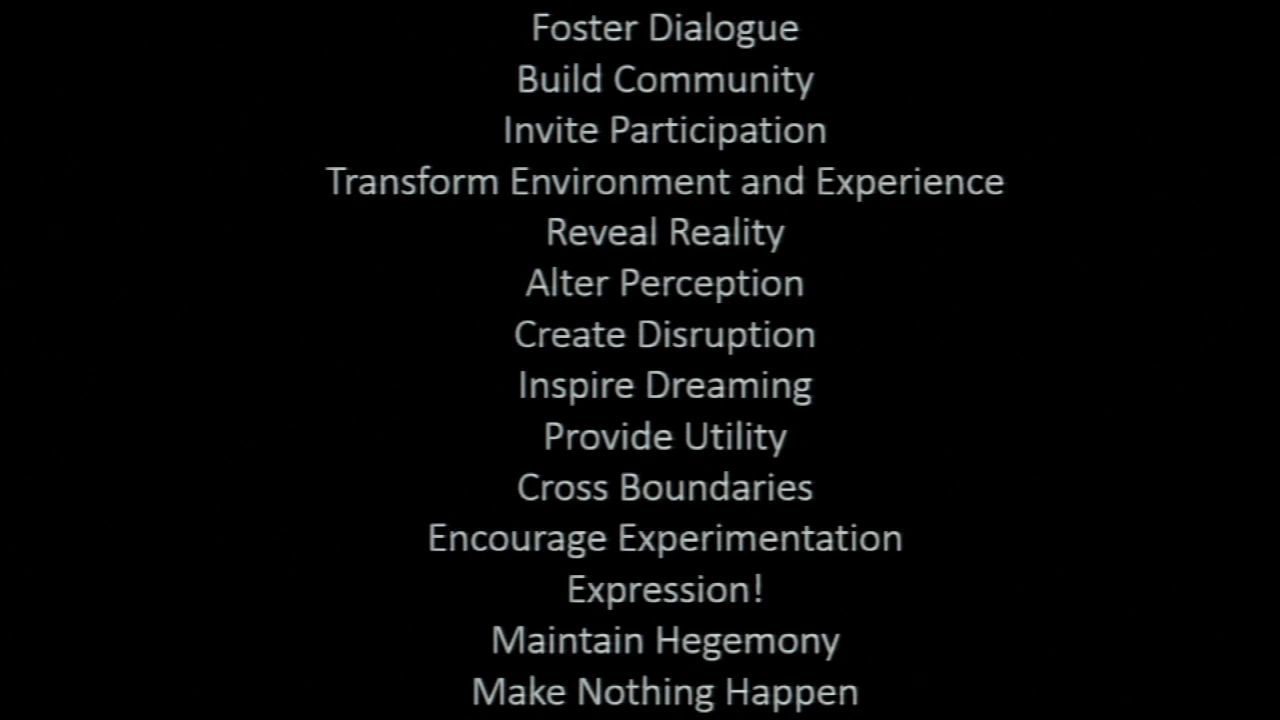 Foster Dialogue
Build Community
Invite Participation
Transform Environment and Experience
Reveal Reality
Alter Perception
Create Disruption
Inspire Dreaming
Provide Utility
Cross Boundaries
Encourage Experimentation
Expression!
Maintain Hegemony
Make Nothing Happen